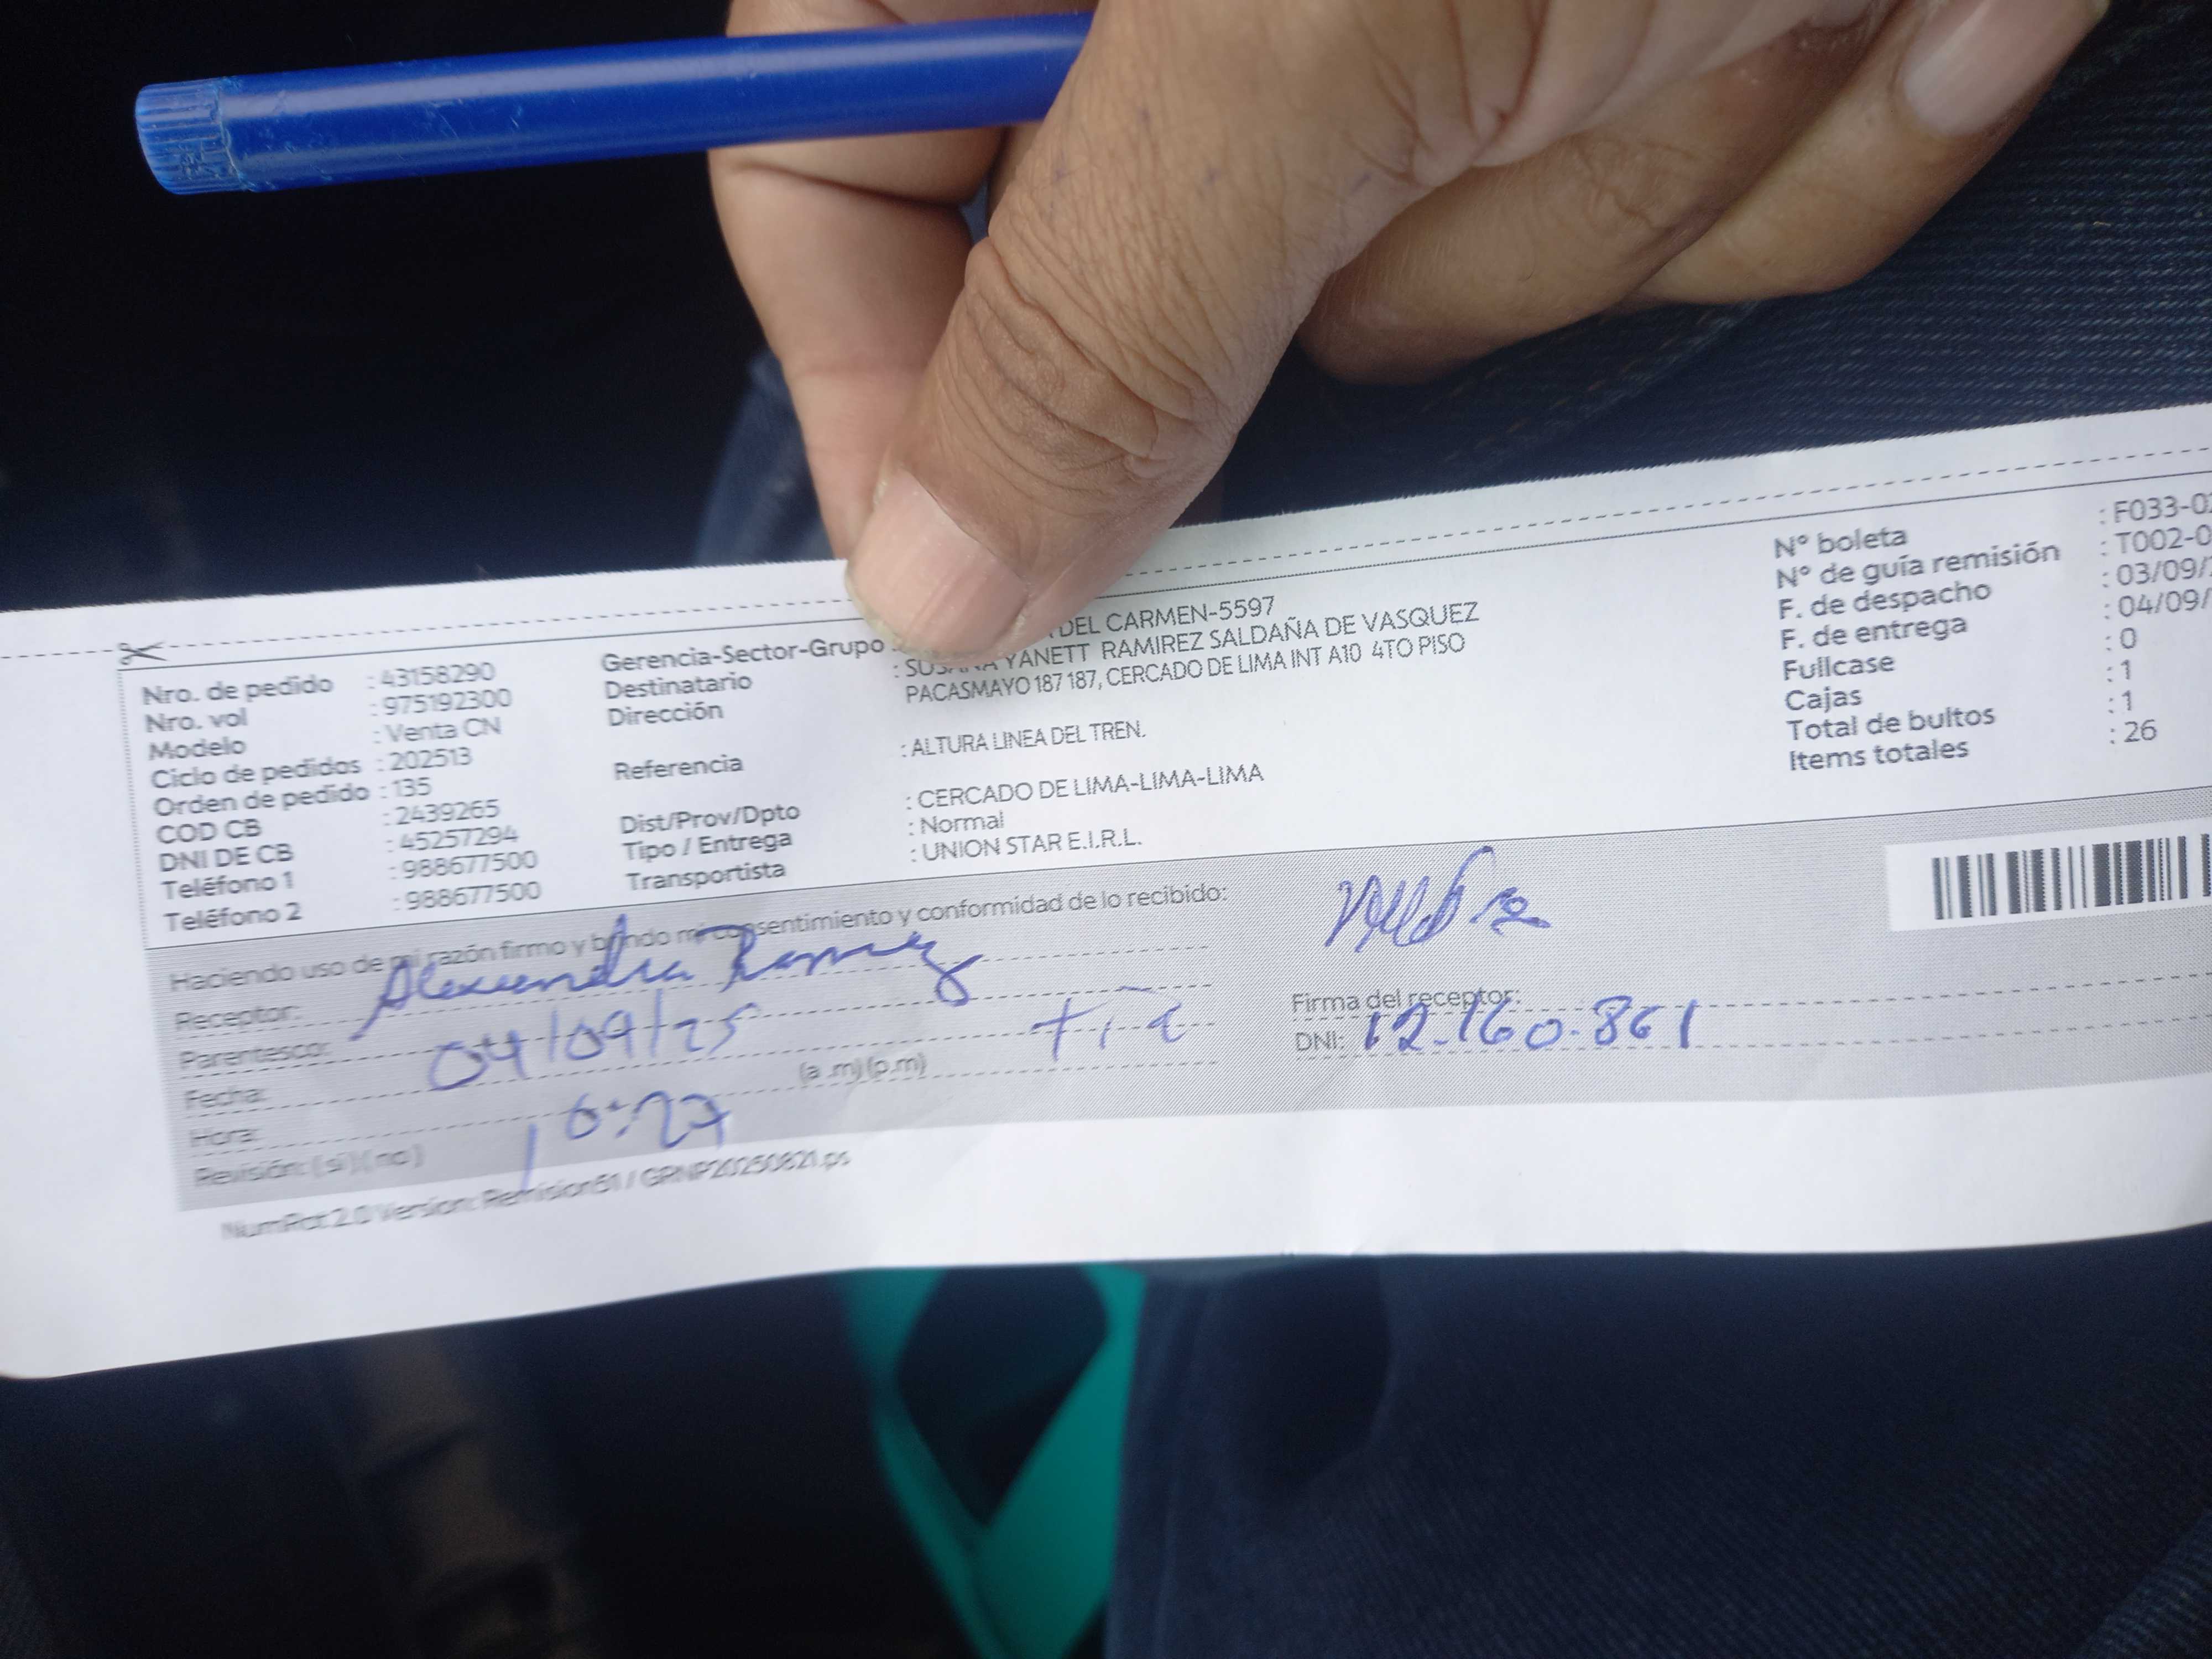 Nro. de pedido : 43158290
Nro. vol : 975192300
Modelo : Venta CN
Ciclo de pedidos : 202513
Orden de pedido : 135
COD CB : 2439265
DNI DE CB : 45257294
Teléfono 1 : 988677500
Teléfono 2 : 988677500
Gerencia-Sector-Grupo DEL CARMEN-5597
Destinatario : SUSANA YANETT RAMIREZ SALDAÑA DE VASQUEZ
Dirección PACASMAYO 187 187, CERCADO DE LIMA INT A10 4TO PISO
Referencia : ALTURA LINEA DEL TREN.
Dist/Prov/Dpto : CERCADO DE LIMA-LIMA-LIMA
Tipo / Entrega : Normal
Transportista : UNION STAR E.I.R.L.
N° boleta : F033-0
N° de guía remisión : T002-0
F. de despacho : 03/09/
F. de entrega : 04/09/
Fullcase : 0
Cajas : 1
Total de bultos : 1
Items totales : 26
Haciendo uso de mi razón firmo y brindo mi consentimiento y conformidad de lo recibido:
Receptor: Alexandra Ramirez
Parentesco: tía
Fecha: 04/09/25
Hora: 10:27 (a .m) (p.m)
Revisión: ( si ) ( no )
Firma del receptor:
DNI: 12.160.861
NumRot 2.0 Version: Remision61 / GRNP20250821.ps